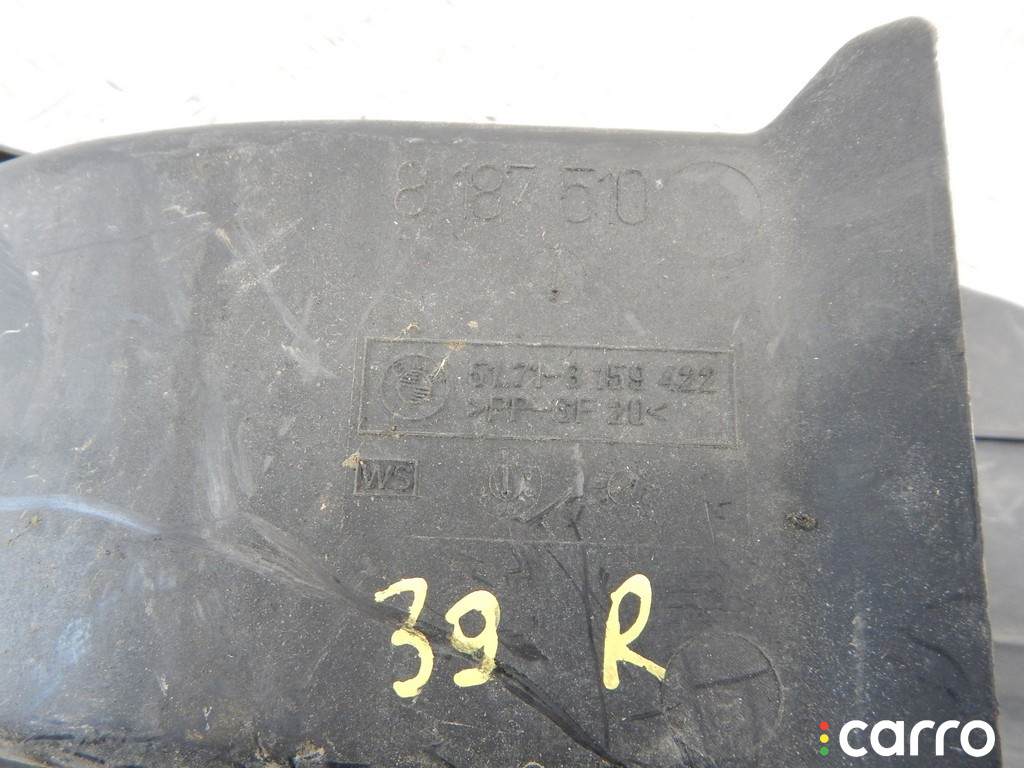 8 187 510
51.71-8 159 422
>PP-GF 20<
WS
39 R
carro